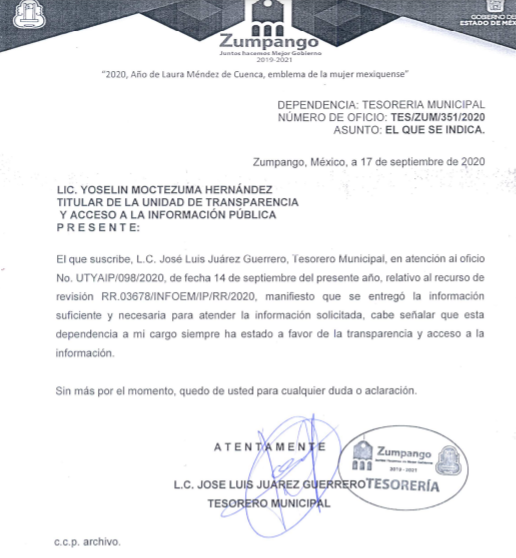 GOBIERNO DEL
ESTADO DE MÉX
Zumpango
Juntos hacemos Mejor Gobierno
2019-2021
"2020, Año de Laura Méndez de Cuenca, emblema de la mujer mexiquense"
DEPENDENCIA: TESORERIA MUNICIPAL
NÚMERO DE OFICIO: TES/ZUM/351/2020
ASUNTO: EL QUE SE INDICA.
Zumpango, México, a 17 de septiembre de 2020
LIC. YOSELIN MOCTEZUMA HERNÁNDEZ
TITULAR DE LA UNIDAD DE TRANSPARENCIA
Y ACCESO A LA INFORMACIÓN PÚBLICA
P R E S E N T E:
El que suscribe, L.C. José Luis Juárez Guerrero, Tesorero Municipal, en atención al oficio
No. UTYAIP/098/2020, de fecha 14 de septiembre del presente año, relativo al recurso de
revisión RR.03678/INFOEM/IP/RR/2020, manifiesto que se entregó la información
suficiente y necesaria para atender la información solicitada, cabe señalar que esta
dependencia a mi cargo siempre ha estado a favor de la transparencia y acceso a la
información.
Sin más por el momento, quedo de usted para cualquier duda o aclaración.
A T E N T A M E N T E
L.C. JOSE LUIS JUÁREZ GUERRERO
TESORERO MUNICIPAL
Zumpango
Juntos hacemos Mejor Gobierno
2019 - 2021
TESORERÍA
c.c.p. archivo.